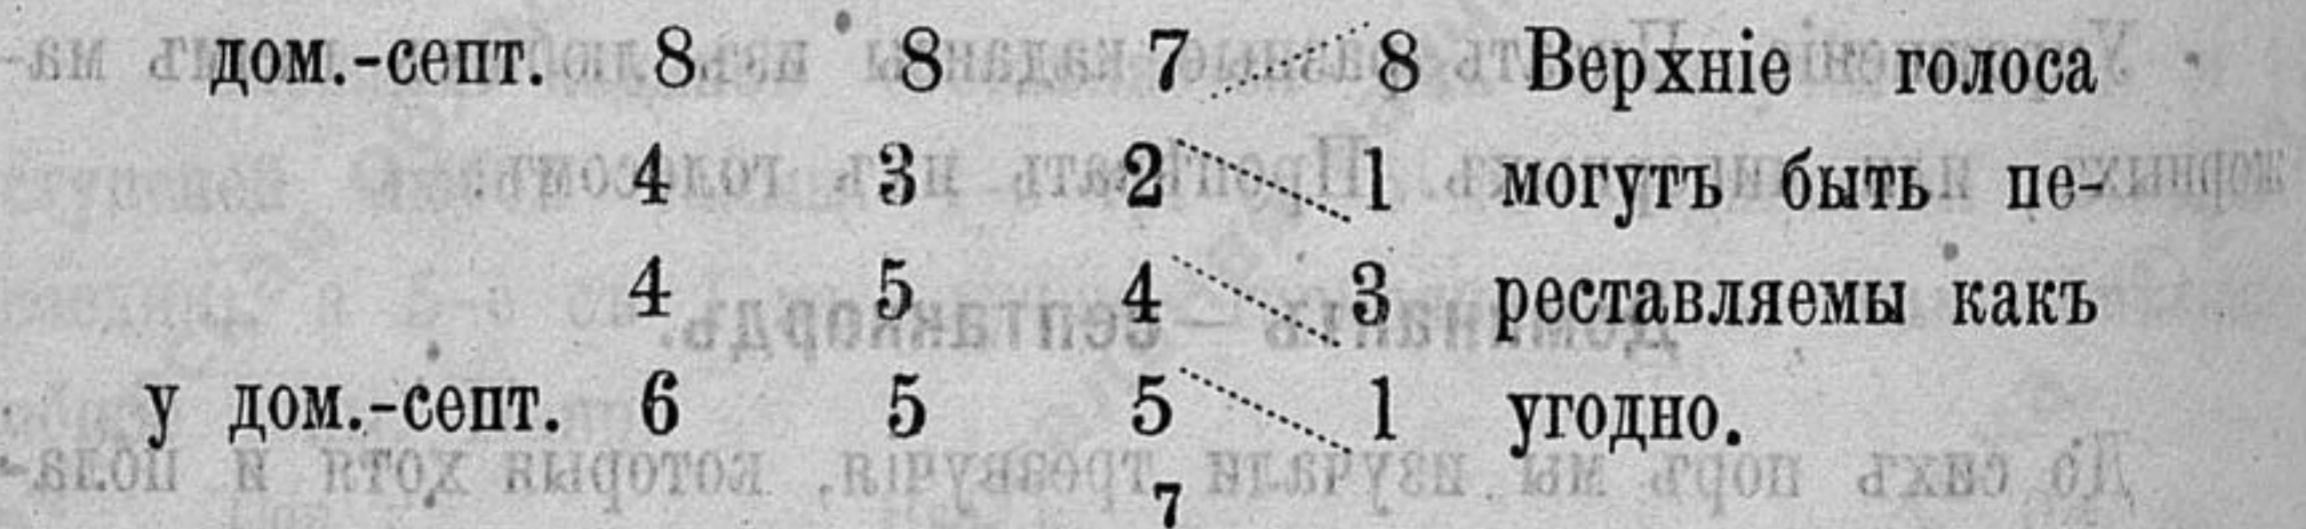 дом.-септ. 8 8 7 8 Верхніе голоса
4 3 2 1 могутъ быть пе-
4 5 4 3 реставляемы какъ
у дом.-септ. 6 5 5 1 угодно.
7